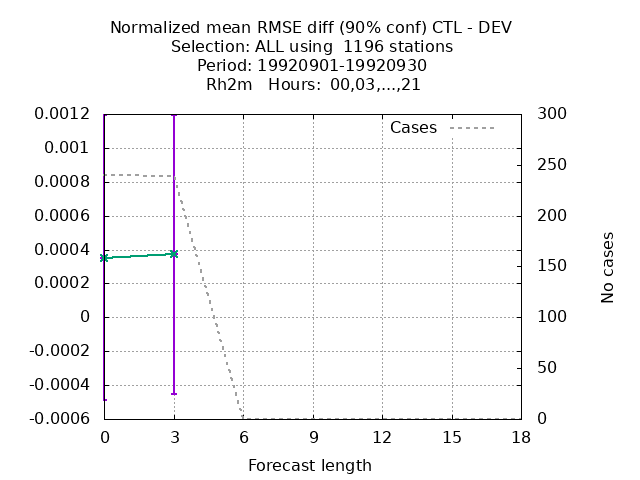 Normalized mean RMSE diff (90% conf) CTL - DEV
Selection: ALL using  1196 stations
Period: 19920901-19920930
Rh2m   Hours:  00,03,...,21
Cases
0.0012
0.001
0.0008
0.0006
0.0004
0.0002
0
-0.0002
-0.0004
-0.0006
300
250
200
150
100
50
0
No cases
0 3 6 9 12 15 18
Forecast length